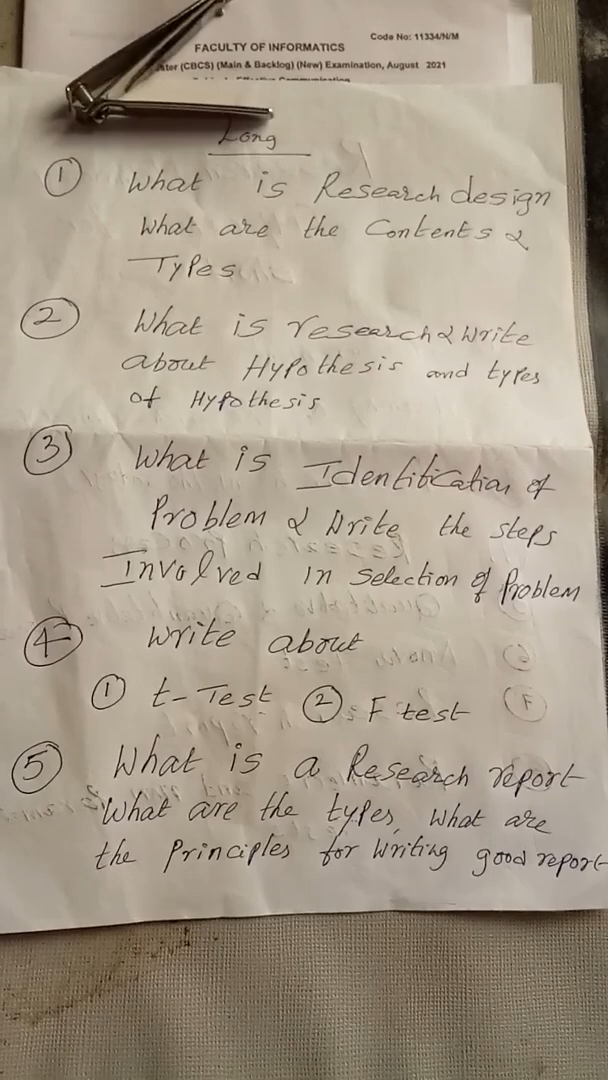 Code No: 11334/N/M
FACULTY OF INFORMATICS
ster (CBCS) (Main & Backlog) (New) Examination, August 2021
Long
① What is Research design
What are the Contents &
Types
② What is research & Write
about Hypothesis and types
of Hypothesis
③ What is Identification of
Problem & Write the steps
Involved in selection of Problem
④ Write about
① t-Test ② F test
⑤ What is a Research report
What are the types, What are
the Principles for Writing good report